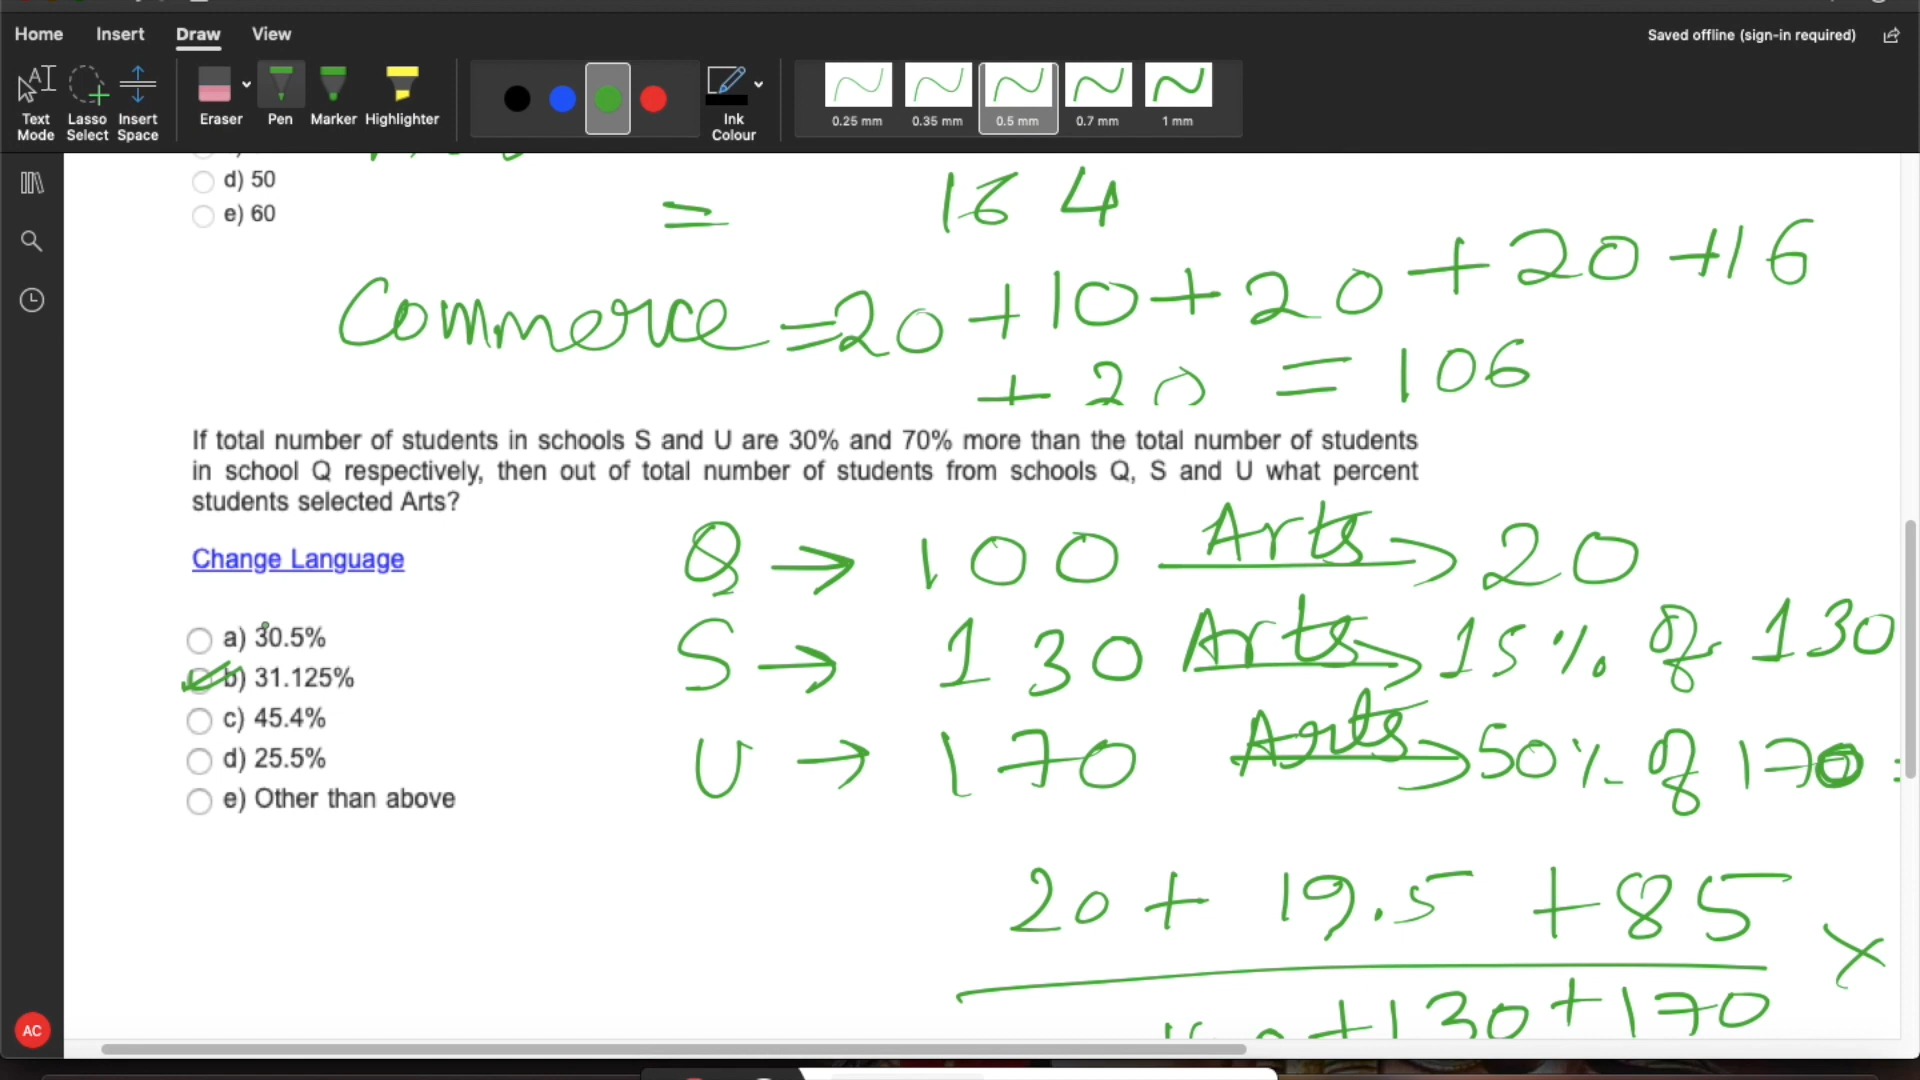 Home Insert Draw View Saved offline (sign-in required)
Text Mode Lasso Select Insert Space Eraser Pen Marker Highlighter Ink Colour 0.25 mm 0.35 mm 0.5 mm 0.7 mm 1 mm
d) 50
= 164
e) 60
Commerce = 20 + 10 + 20 + 20 + 16
+ 20 = 106
If total number of students in schools S and U are 30% and 70% more than the total number of students
in school Q respectively, then out of total number of students from schools Q, S and U what percent
students selected Arts?
Q → 100 Arts → 20
Change Language
S → 130 Arts → 15% of 130
a) 30.5%
b) 31.125%
c) 45.4%
U → 170 Arts → 50% of 170
d) 25.5%
e) Other than above
20 + 19.5 + 85 ×
+130+170
AC